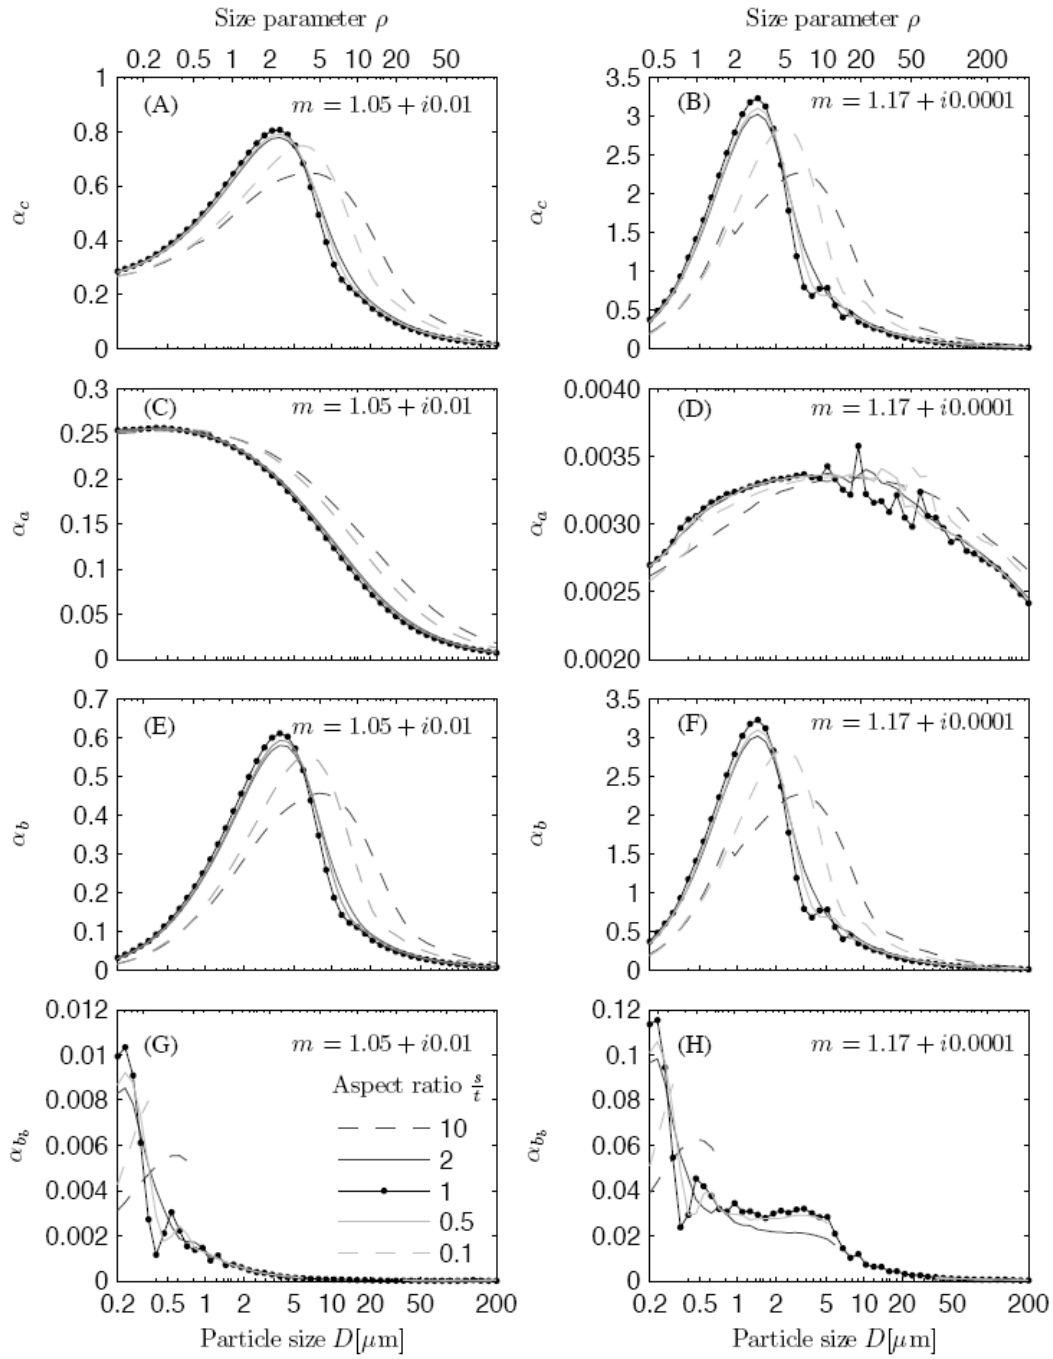 Size parameter ρ
Size parameter ρ
0.2 0.5 1 2 5 10 20 50
0.5 1 2 5 10 20 50 200
(A) m = 1.05 + i0.01
1
0.8
0.6
0.4
0.2
0
α_c
(B) m = 1.17 + i0.0001
3.5
3
2.5
2
1.5
1
0.5
0
α_c
(C) m = 1.05 + i0.01
0.3
0.25
0.2
0.15
0.1
0.05
0
α_a
(D) m = 1.17 + i0.0001
0.0040
0.0035
0.0030
0.0025
0.0020
α_a
(E) m = 1.05 + i0.01
0.7
0.6
0.5
0.4
0.3
0.2
0.1
0
α_b
(F) m = 1.17 + i0.0001
3.5
3
2.5
2
1.5
1
0.5
0
α_b
(G) m = 1.05 + i0.01
0.012
0.01
0.008
0.006
0.004
0.002
0
α_{b_b}
Aspect ratio s/t
10
2
1
0.5
0.1
(H) m = 1.17 + i0.0001
0.12
0.1
0.08
0.06
0.04
0.02
0
α_{b_b}
0.2 0.5 1 2 5 10 20 50 200
0.2 0.5 1 2 5 10 20 50 200
Particle size D[μm]
Particle size D[μm]